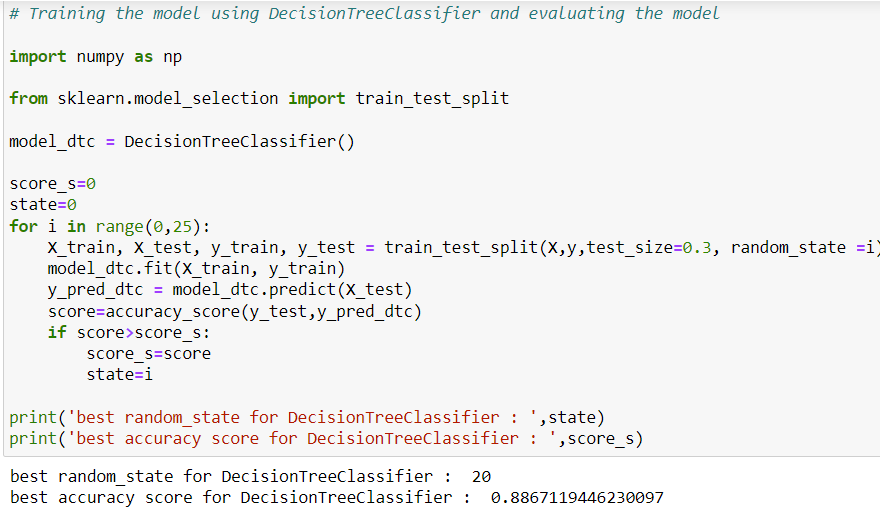 # Training the model using DecisionTreeClassifier and evaluating the model
import numpy as np
from sklearn.model_selection import train_test_split
model_dtc = DecisionTreeClassifier()
score_s=0
state=0
for i in range(0,25):
    X_train, X_test, y_train, y_test = train_test_split(X,y,test_size=0.3, random_state =i)
    model_dtc.fit(X_train, y_train)
    y_pred_dtc = model_dtc.predict(X_test)
    score=accuracy_score(y_test,y_pred_dtc)
    if score>score_s:
        score_s=score
        state=i
print('best random_state for DecisionTreeClassifier : ',state)
print('best accuracy score for DecisionTreeClassifier : ',score_s)
best random_state for DecisionTreeClassifier :  20
best accuracy score for DecisionTreeClassifier :  0.8867119446230097